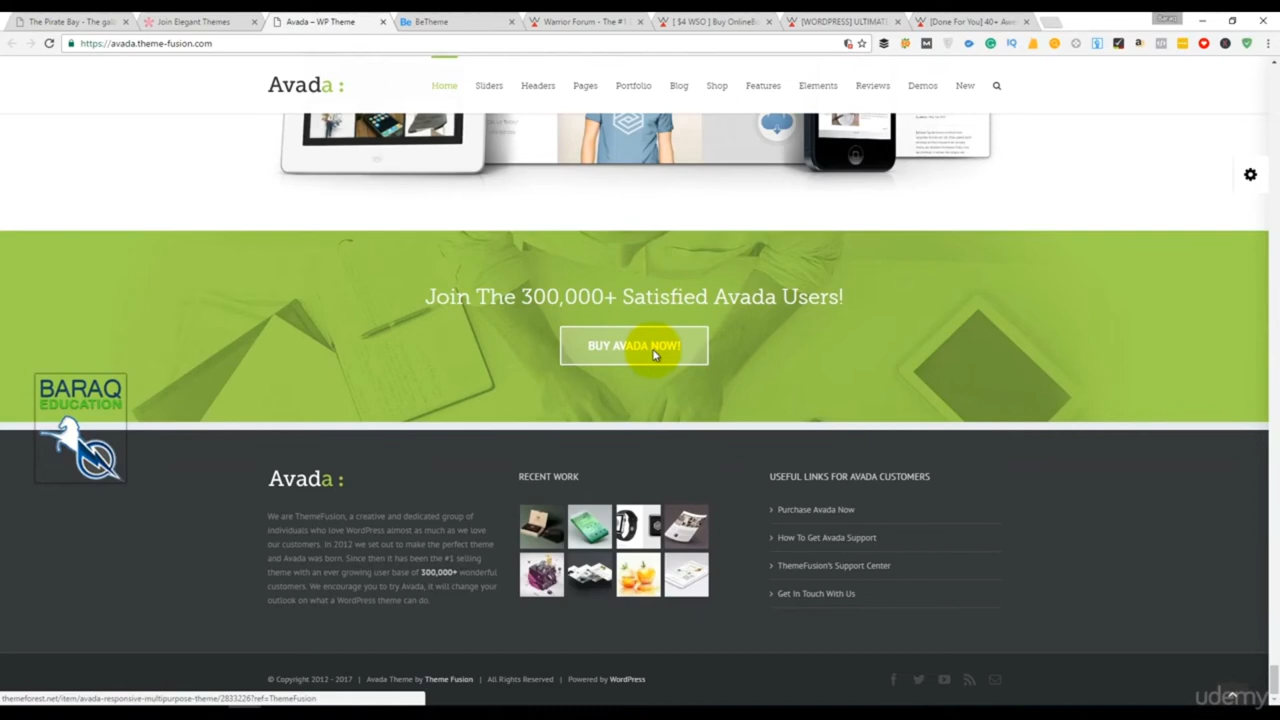 The Pirate Bay - The gala
Join Elegant Themes
Avada – WP Theme
BeTheme
Warrior Forum - The #1
[ $4 WSO ] Buy OnlineB
[WORDPRESS] ULTIMAT
[Done For You] 40+ Awe
Baraq
https://avada.theme-fusion.com
Avada :
Home
Sliders
Headers
Pages
Portfolio
Blog
Shop
Features
Elements
Reviews
Demos
New
Join The 300,000+ Satisfied Avada Users!
BUY AVADA NOW!
BARAQ
EDUCATION
Avada :
We are ThemeFusion, a creative and dedicated group of
individuals who love WordPress almost as much as we love
our customers. In 2012 we set out to make the perfect theme
and Avada was born. Since then it has been the #1 selling
theme with an ever growing user base of 300,000+ wonderful
customers. We encourage you to try Avada, it will change your
outlook on what a WordPress theme can do.
RECENT WORK
USEFUL LINKS FOR AVADA CUSTOMERS
Purchase Avada Now
How To Get Avada Support
ThemeFusion's Support Center
Get In Touch With Us
© Copyright 2012 - 2017 | Avada Theme by Theme Fusion | All Rights Reserved | Powered by WordPress
themeforest.net/item/avada-responsive-multipurpose-theme/2833226?ref=ThemeFusion
udemy